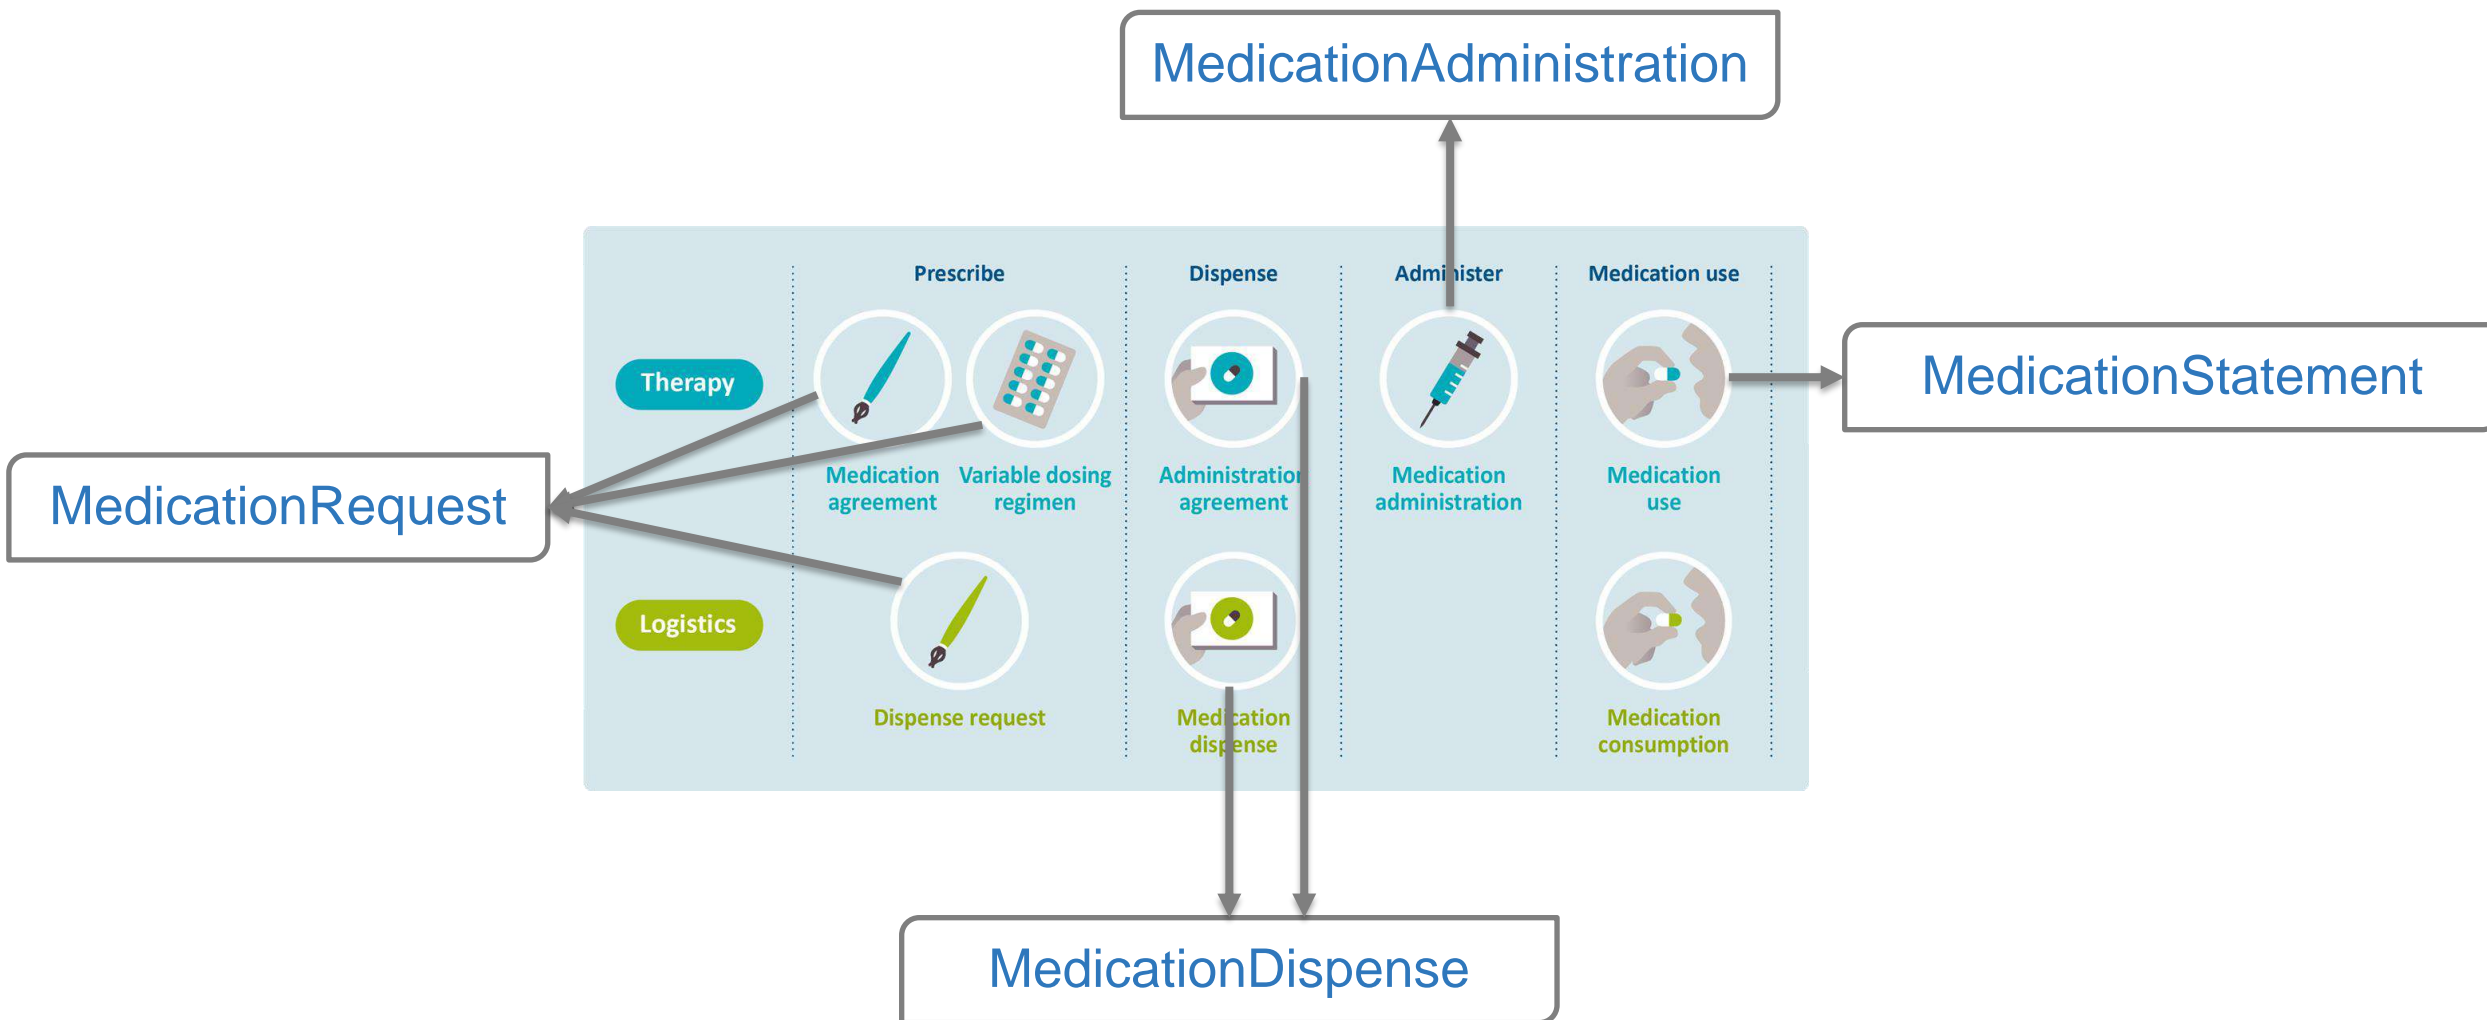 MedicationAdministration
Prescribe
Dispense
Administer
Medication use
Therapy
MedicationStatement
MedicationRequest
Medication
agreement
Variable dosing
regimen
Administration
agreement
Medication
administration
Medication
use
Logistics
Dispense request
Medication
dispense
Medication
consumption
MedicationDispense